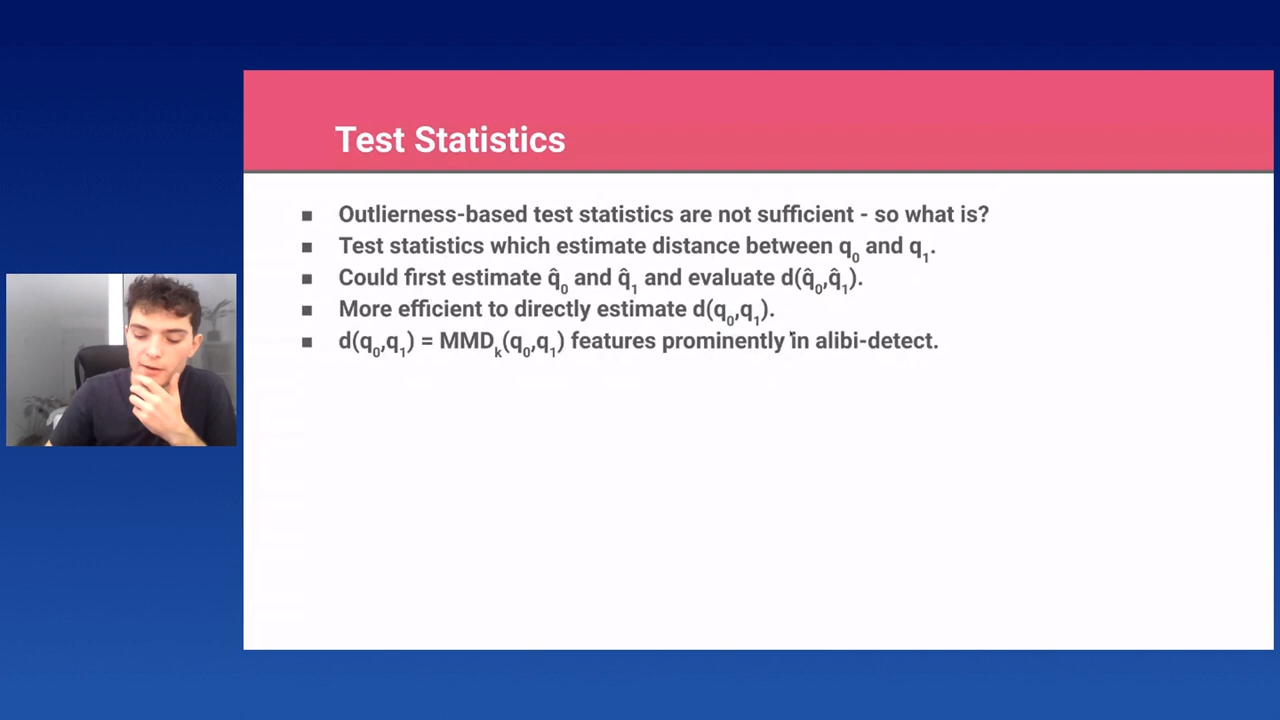 Test Statistics
■ Outlierness-based test statistics are not sufficient - so what is?
■ Test statistics which estimate distance between q₀ and q₁.
■ Could first estimate q̂₀ and q̂₁ and evaluate d(q̂₀,q̂₁).
■ More efficient to directly estimate d(q₀,q₁).
■ d(q₀,q₁) = MMDₖ(q₀,q₁) features prominently in alibi-detect.